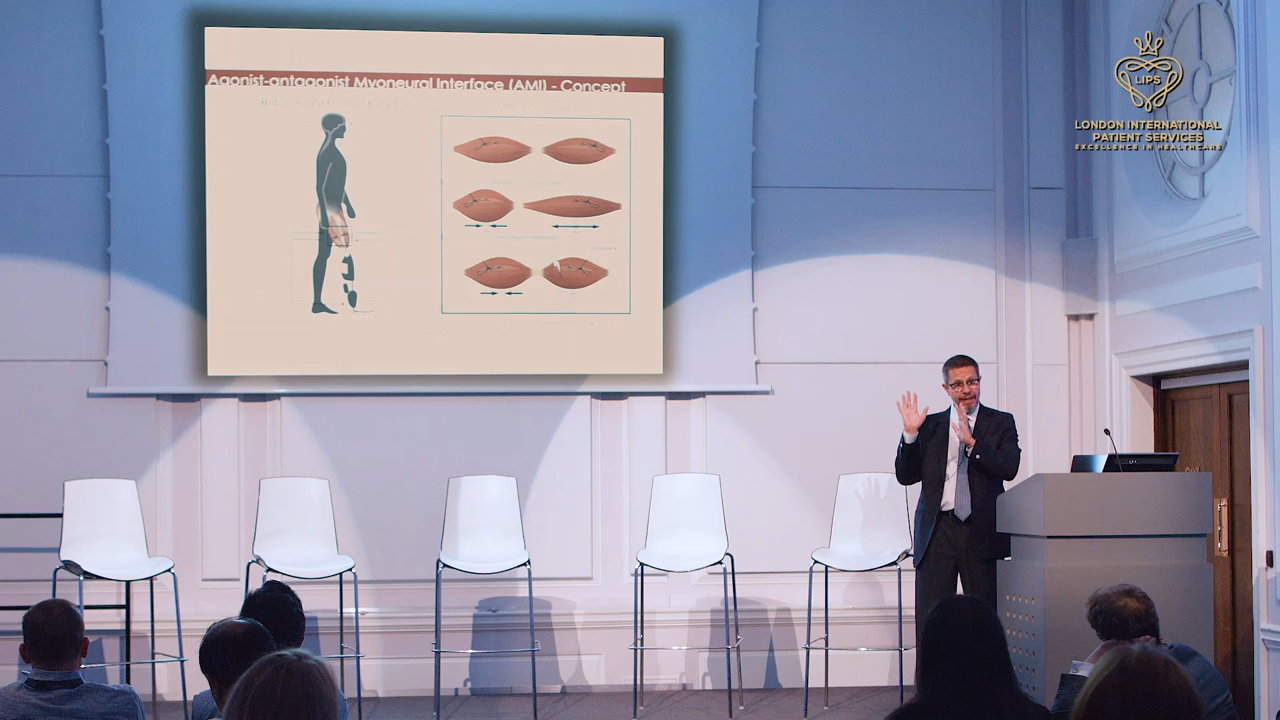 Agonist-antagonist Myoneural Interface (AMI) - Concept
LIPS
LONDON INTERNATIONAL
PATIENT SERVICES
EXCELLENCE IN HEALTHCARE